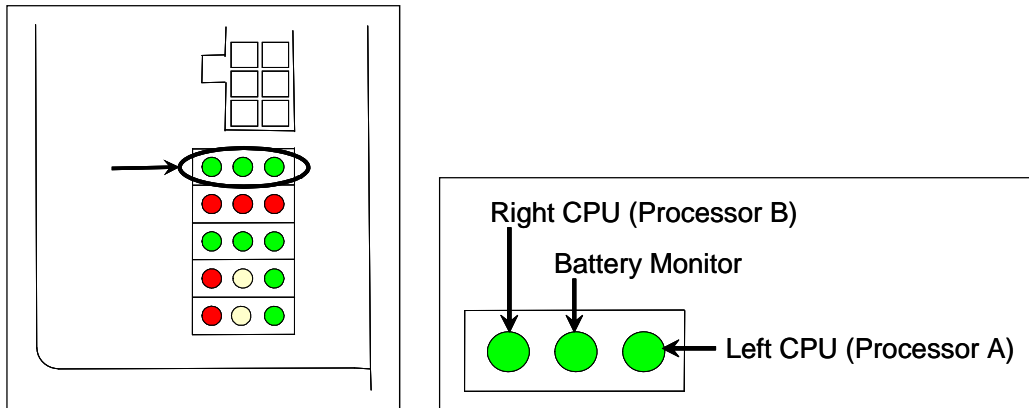 Right CPU (Processor B)
Battery Monitor
Left CPU (Processor A)